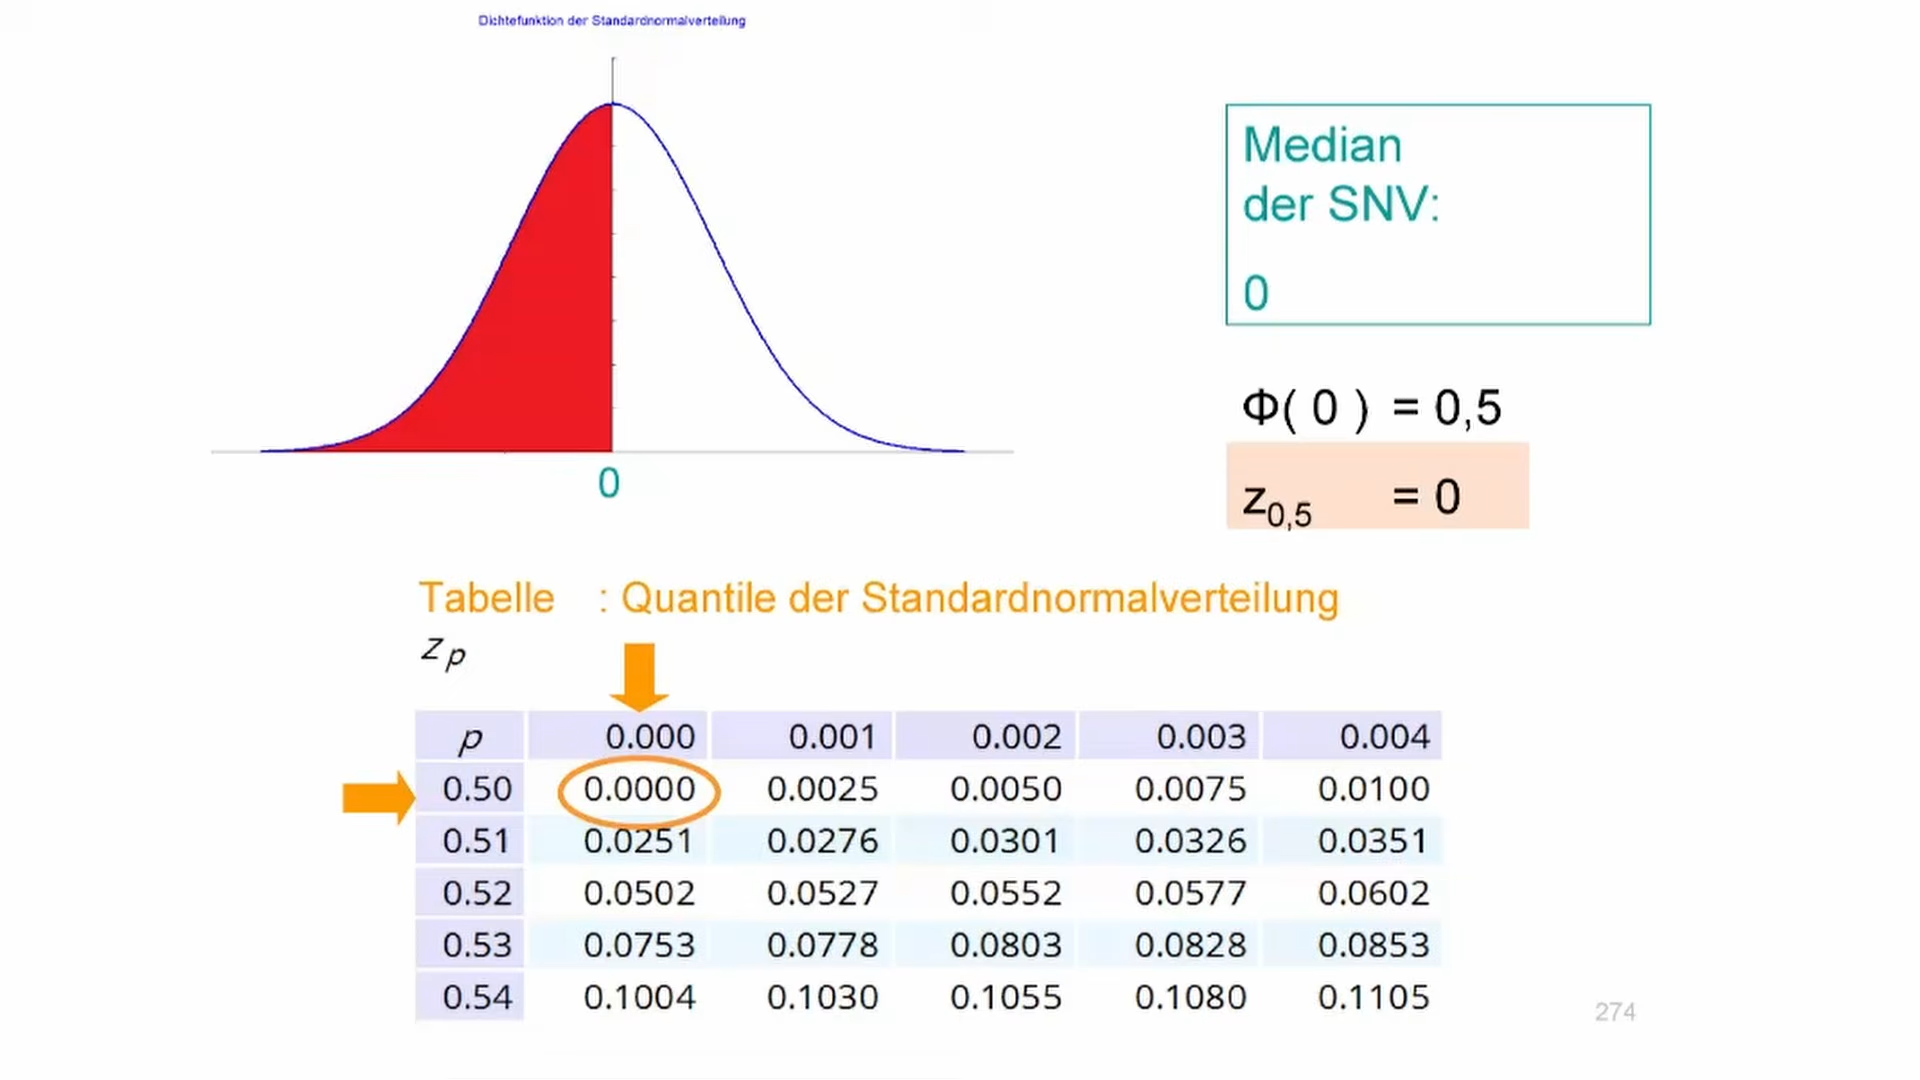 Dichtefunktion der Standardnormalverteilung
0
Median
der SNV:
0
Φ( 0 ) = 0,5
z0,5 = 0
Tabelle : Quantile der Standardnormalverteilung
zp
p 0.000 0.001 0.002 0.003 0.004
0.50 0.0000 0.0025 0.0050 0.0075 0.0100
0.51 0.0251 0.0276 0.0301 0.0326 0.0351
0.52 0.0502 0.0527 0.0552 0.0577 0.0602
0.53 0.0753 0.0778 0.0803 0.0828 0.0853
0.54 0.1004 0.1030 0.1055 0.1080 0.1105
274